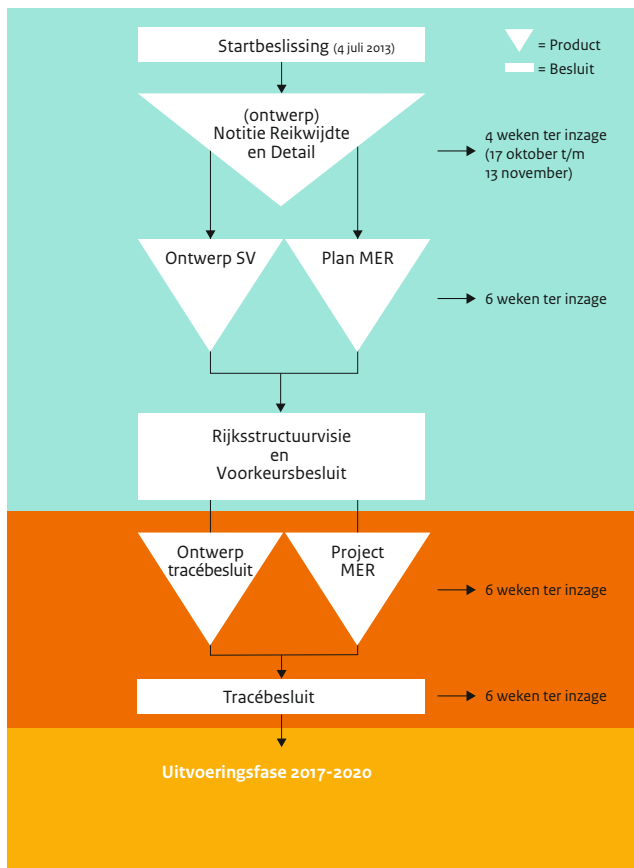 Startbeslissing (4 juli 2013)
= Product
= Besluit
(ontwerp)
Notitie Reikwijdte
en Detail
4 weken ter inzage
(17 oktober t/m
13 november)
Ontwerp SV
Plan MER
6 weken ter inzage
Rijksstructuurvisie
en
Voorkeursbesluit
Ontwerp
tracébesluit
Project
MER
6 weken ter inzage
Tracébesluit
6 weken ter inzage
Uitvoeringsfase 2017-2020